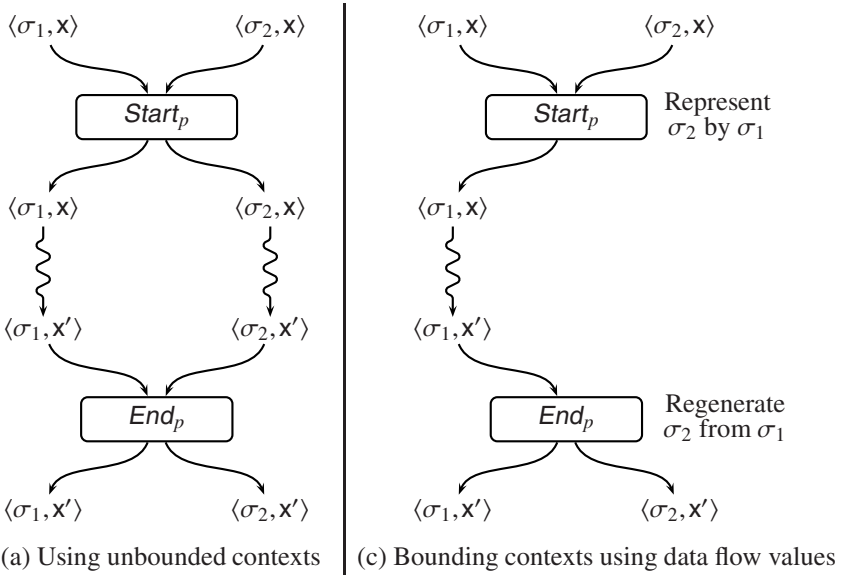 ⟨σ₁,x⟩ ⟨σ₂,x⟩
Startₚ
⟨σ₁,x⟩ ⟨σ₂,x⟩
⟨σ₁,x′⟩ ⟨σ₂,x′⟩
Endₚ
⟨σ₁,x′⟩ ⟨σ₂,x′⟩
(a) Using unbounded contexts
⟨σ₁,x⟩ ⟨σ₂,x⟩
Startₚ
Represent
σ₂ by σ₁
⟨σ₁,x⟩
⟨σ₁,x′⟩
Endₚ
Regenerate
σ₂ from σ₁
⟨σ₁,x′⟩ ⟨σ₂,x′⟩
(c) Bounding contexts using data flow values